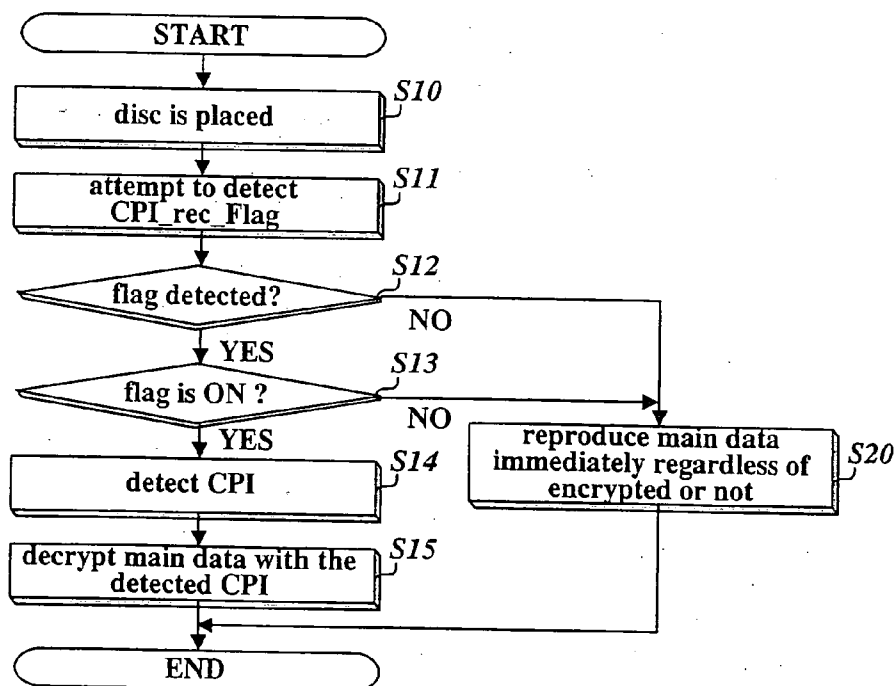 START
S10
disc is placed
S11
attempt to detect
CPI_rec_Flag
S12
flag detected?
NO
YES
S13
flag is ON ?
NO
YES
S14
detect CPI
reproduce main data
immediately regardless of
encrypted or not
S20
S15
decrypt main data with the
detected CPI
END